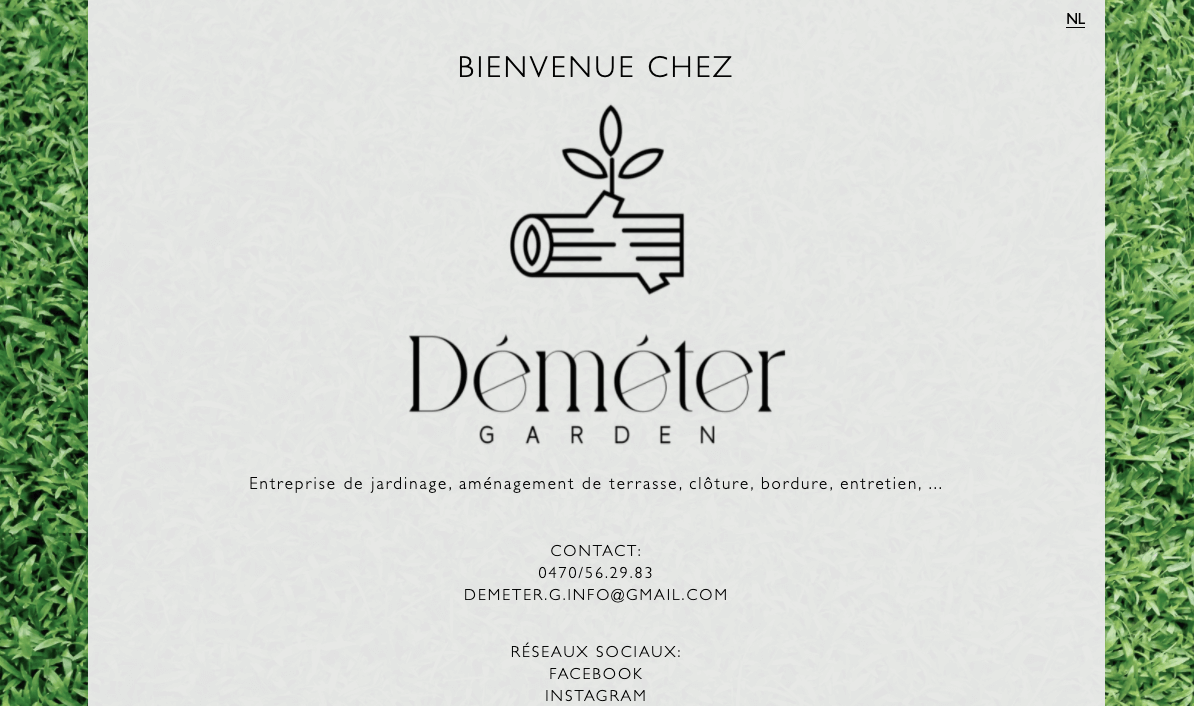 NL
BIENVENUE CHEZ
Déméter
GARDEN
Entreprise de jardinage, aménagement de terrasse, clôture, bordure, entretien, ...
CONTACT:
0470/56.29.83
DEMETER.G.INFO@GMAIL.COM
RÉSEAUX SOCIAUX:
FACEBOOK
INSTAGRAM